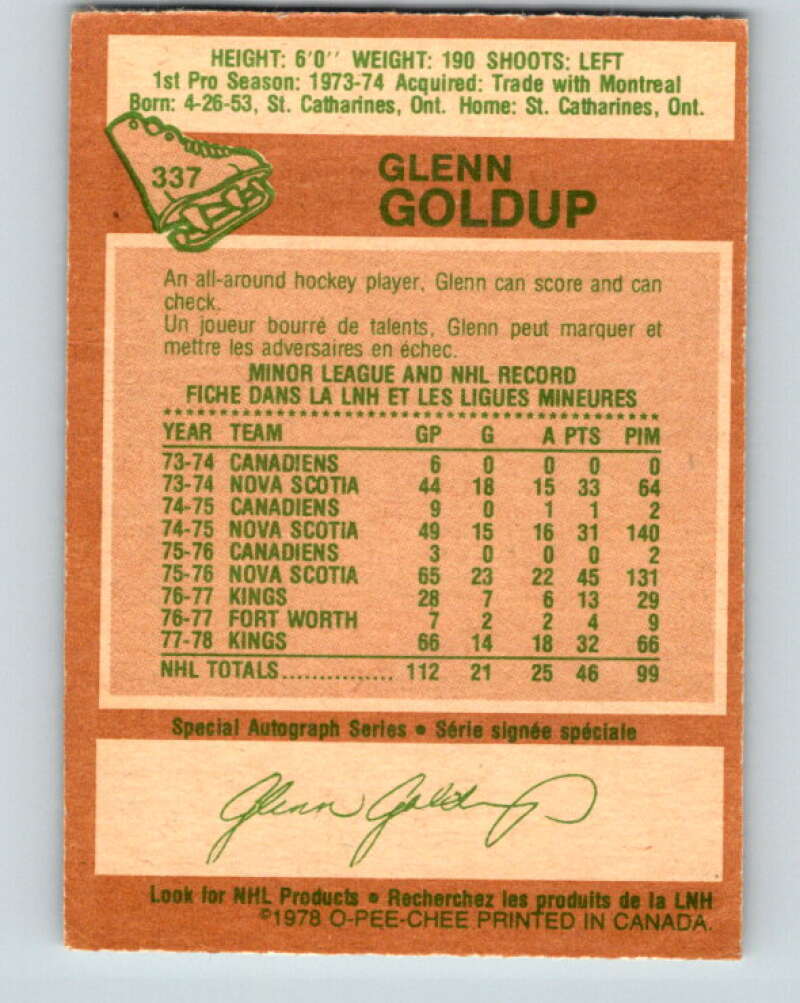 HEIGHT: 6'0'' WEIGHT: 190 SHOOTS: LEFT
1st Pro Season: 1973-74 Acquired: Trade with Montreal
Born: 4-26-53, St. Catharines, Ont. Home: St. Catharines, Ont.
337
GLENN
GOLDUP
An all-around hockey player, Glenn can score and can
check.
Un joueur bourré de talents, Glenn peut marquer et
mettre les adversaires en échec.
MINOR LEAGUE AND NHL RECORD
FICHE DANS LA LNH ET LES LIGUES MINEURES
YEAR TEAM GP G A PTS PIM
73-74 CANADIENS 6 0 0 0 0
73-74 NOVA SCOTIA 44 18 15 33 64
74-75 CANADIENS 9 0 1 1 2
74-75 NOVA SCOTIA 49 15 16 31 140
75-76 CANADIENS 3 0 0 0 2
75-76 NOVA SCOTIA 65 23 22 45 131
76-77 KINGS 28 7 6 13 29
76-77 FORT WORTH 7 2 2 4 9
77-78 KINGS 66 14 18 32 66
NHL TOTALS............... 112 21 25 46 99
Special Autograph Series • Série signée spéciale
Glenn Goldup
Look for NHL Products • Recherchez les produits de la LNH
©1978 O-PEE-CHEE PRINTED IN CANADA.